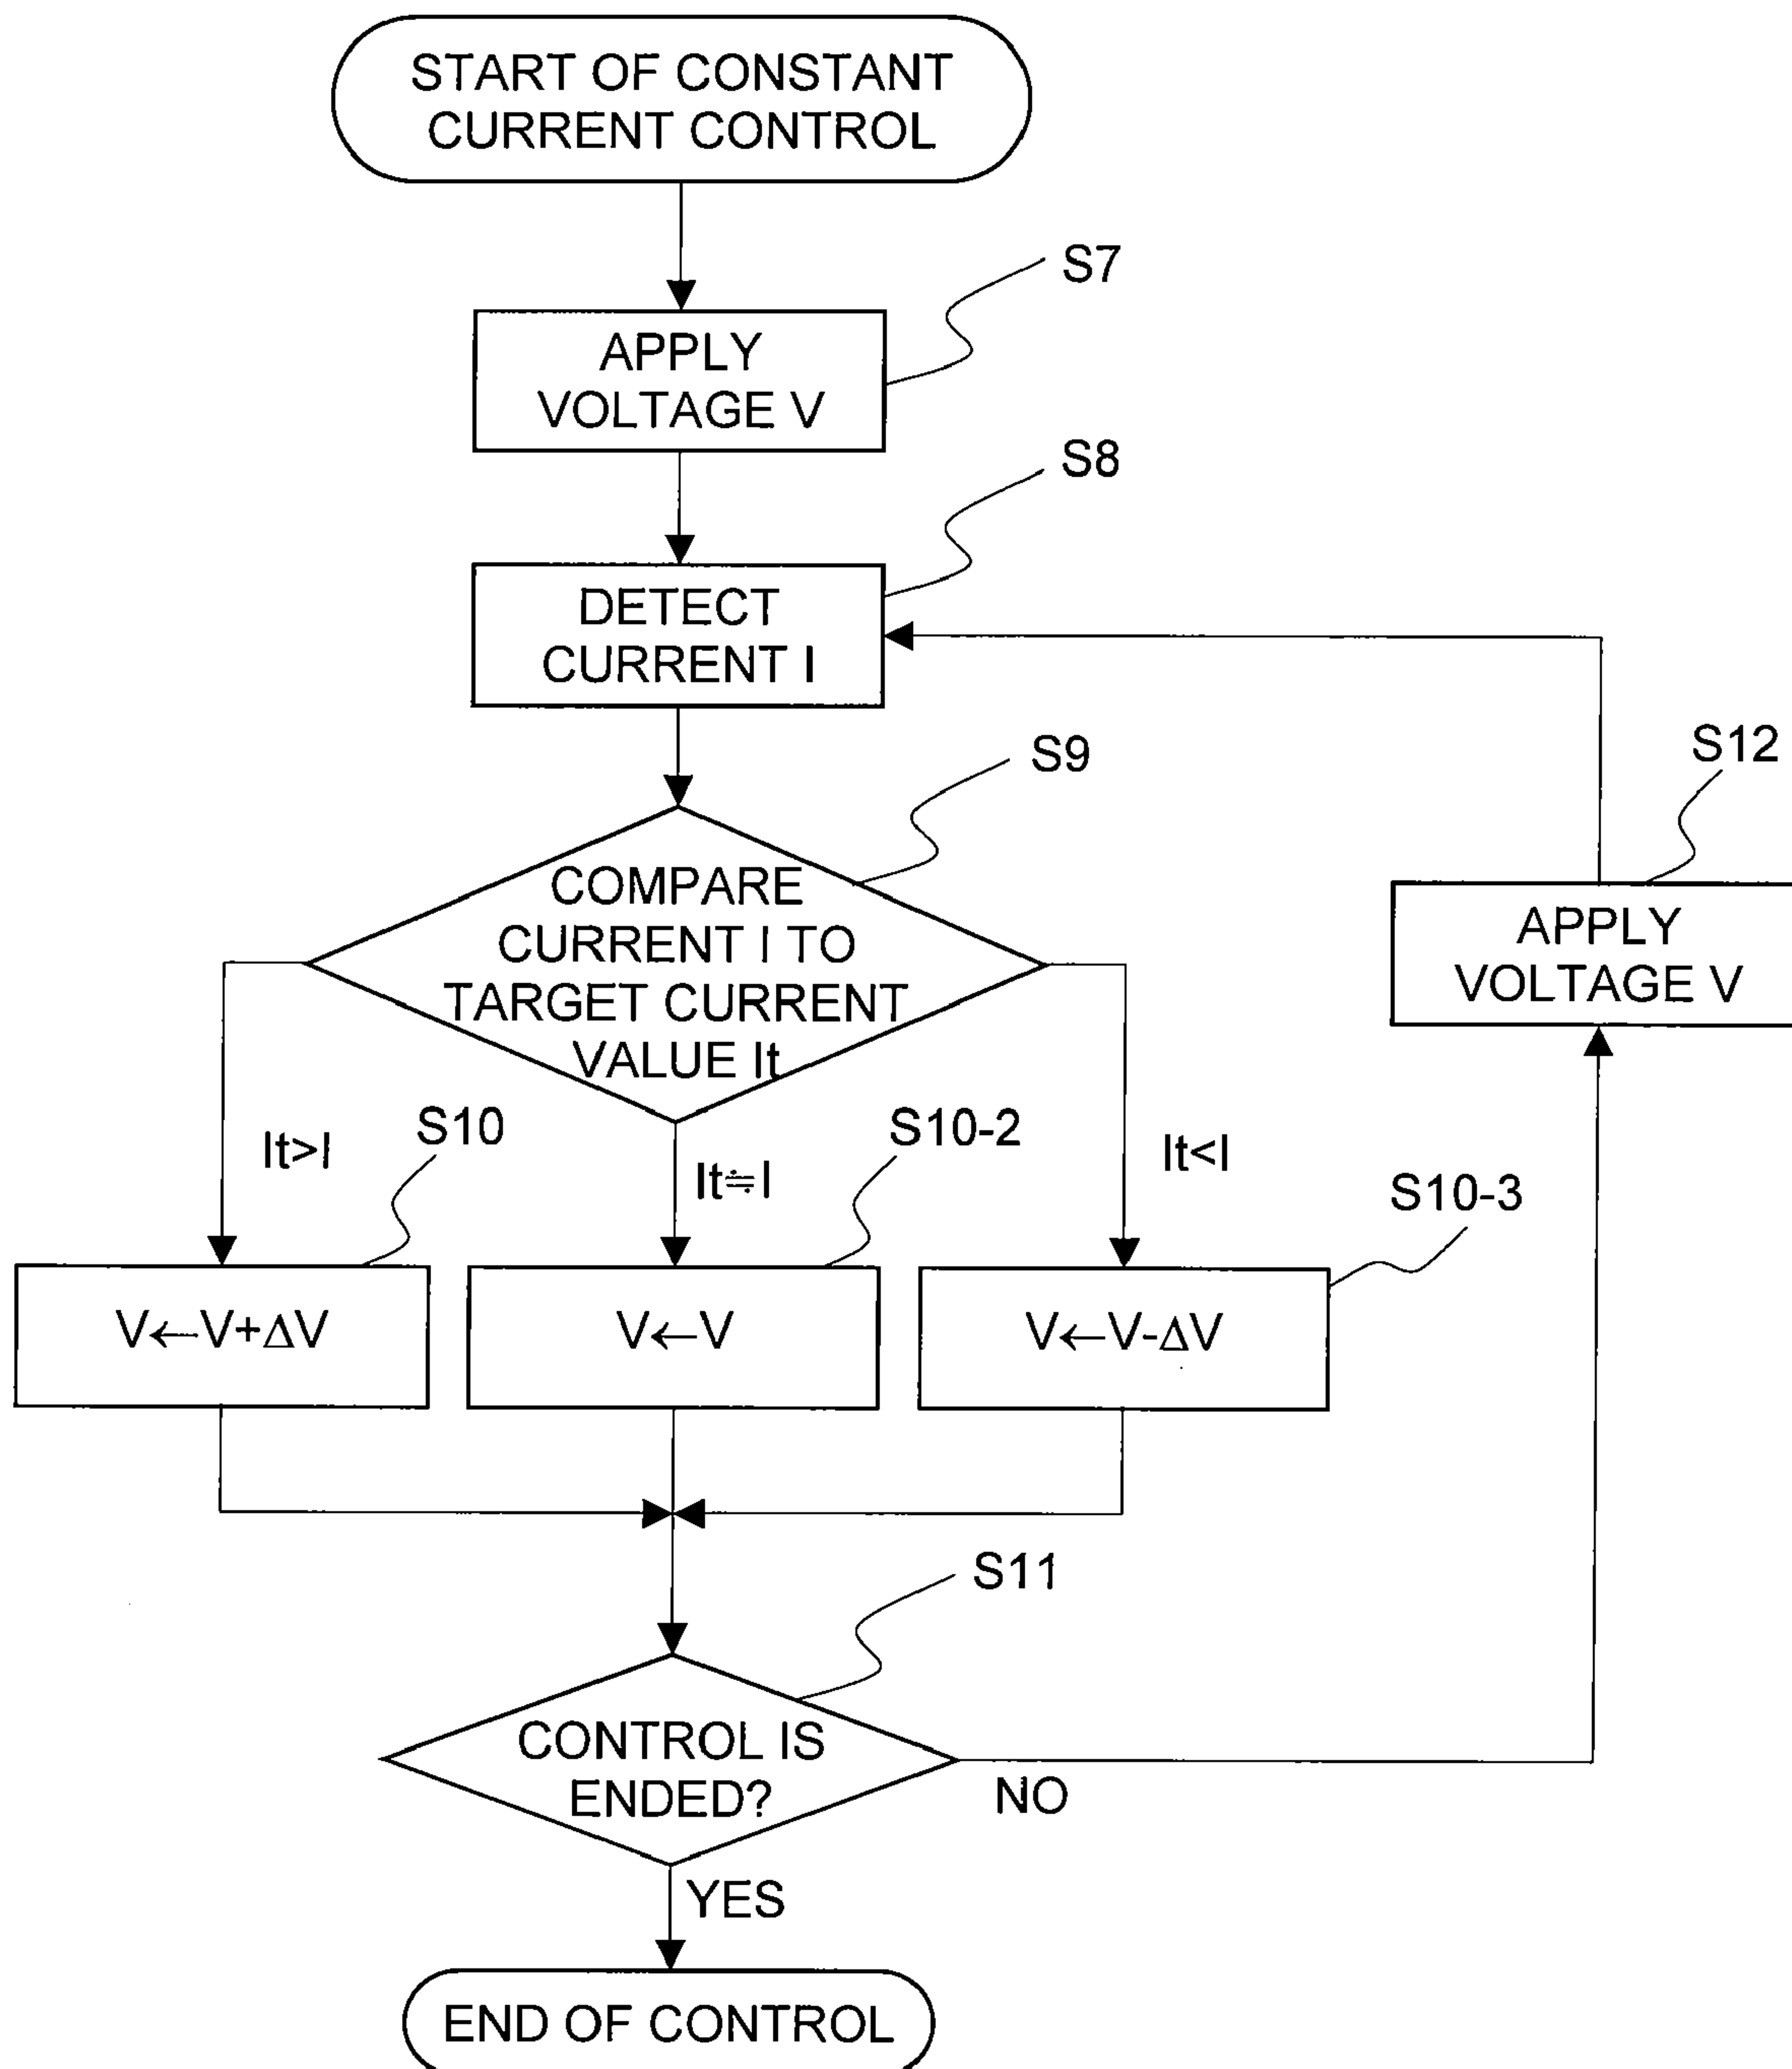 START OF CONSTANT
CURRENT CONTROL
S7
APPLY
VOLTAGE V
S8
DETECT
CURRENT I
S9
S12
COMPARE
CURRENT I TO
TARGET CURRENT
VALUE It
APPLY
VOLTAGE V
It>I
S10
It≒I
S10-2
It<I
S10-3
V←V+ΔV
V←V
V←V-ΔV
S11
CONTROL IS
ENDED?
NO
YES
END OF CONTROL